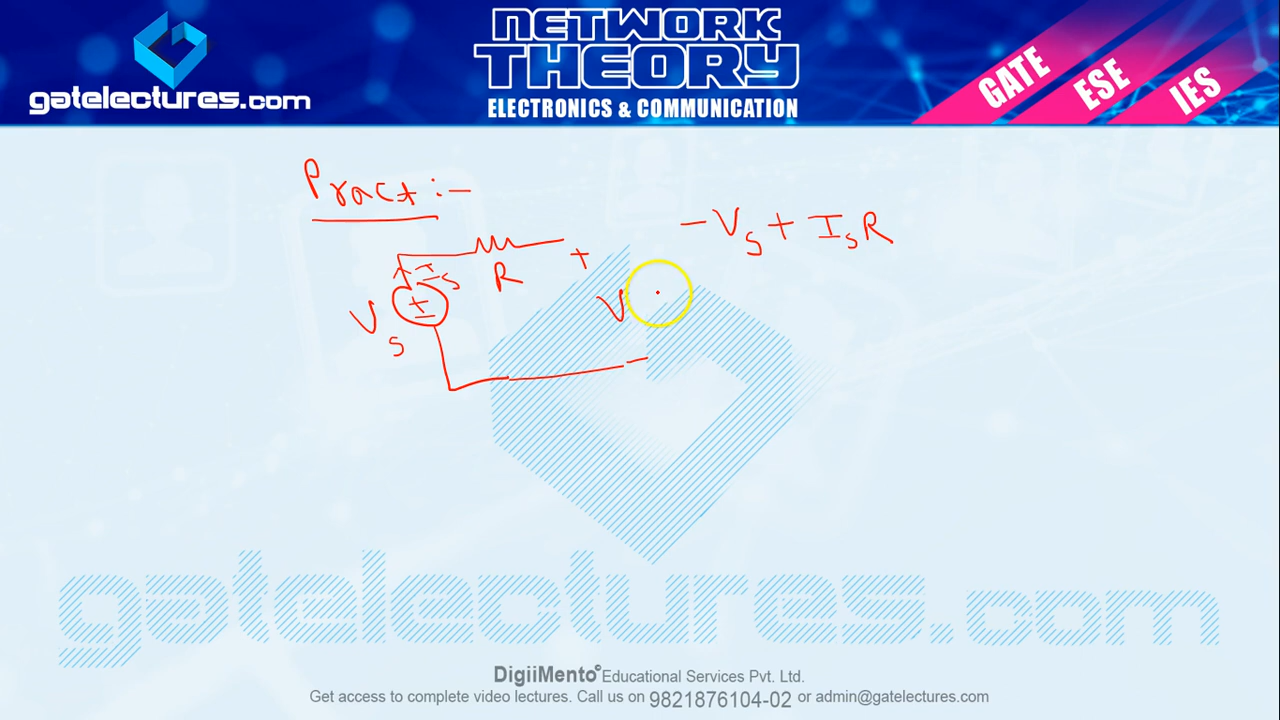 gatelectures.com
NETWORK
THEORY
ELECTRONICS & COMMUNICATION
GATE
ESE
IES
Pract :-
-Vs + IsR
+
Is
R
±
Vs
V
-
gatelectures.com
DigiiMento© Educational Services Pvt. Ltd.
Get access to complete video lectures. Call us on 9821876104-02 or admin@gatelectures.com